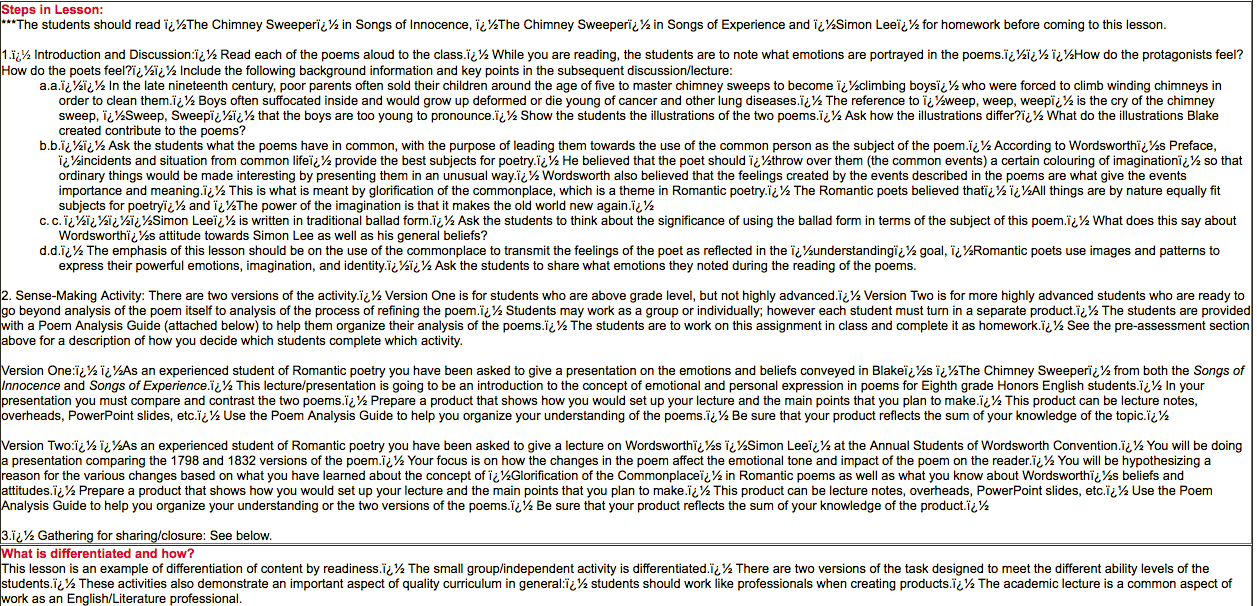 Steps in Lesson:
***The students should read ï¿½The Chimney Sweeperï¿½ in Songs of Innocence, ï¿½The Chimney Sweeperï¿½ in Songs of Experience and ï¿½Simon Leeï¿½ for homework before coming to this lesson.
1.ï¿½ Introduction and Discussion:ï¿½ Read each of the poems aloud to the class.ï¿½ While you are reading, the students are to note what emotions are portrayed in the poems.ï¿½ï¿½ ï¿½How do the protagonists feel?
How do the poets feel?ï¿½ï¿½ Include the following background information and key points in the subsequent discussion/lecture:
a.a.ï¿½ï¿½ In the late nineteenth century, poor parents often sold their children around the age of five to master chimney sweeps to become ï¿½climbing boysï¿½ who were forced to climb winding chimneys in
order to clean them.ï¿½ Boys often suffocated inside and would grow up deformed or die young of cancer and other lung diseases.ï¿½ The reference to ï¿½weep, weep, weepï¿½ is the cry of the chimney
sweep, ï¿½Sweep, Sweepï¿½ï¿½ that the boys are too young to pronounce.ï¿½ Show the students the illustrations of the two poems.ï¿½ Ask how the illustrations differ?ï¿½ What do the illustrations Blake
created contribute to the poems?
b.b.ï¿½ï¿½ Ask the students what the poems have in common, with the purpose of leading them towards the use of the common person as the subject of the poem.ï¿½ According to Wordsworthï¿½s Preface,
ï¿½incidents and situation from common lifeï¿½ provide the best subjects for poetry.ï¿½ He believed that the poet should ï¿½throw over them (the common events) a certain colouring of imaginationï¿½ so that
ordinary things would be made interesting by presenting them in an unusual way.ï¿½ Wordsworth also believed that the feelings created by the events described in the poems are what give the events
importance and meaning.ï¿½ This is what is meant by glorification of the commonplace, which is a theme in Romantic poetry.ï¿½ The Romantic poets believed thatï¿½ ï¿½All things are by nature equally fit
subjects for poetryï¿½ and ï¿½The power of the imagination is that it makes the old world new again.ï¿½
c. c. ï¿½ï¿½ï¿½ï¿½Simon Leeï¿½ is written in traditional ballad form.ï¿½ Ask the students to think about the significance of using the ballad form in terms of the subject of this poem.ï¿½ What does this say about
Wordsworthï¿½s attitude towards Simon Lee as well as his general beliefs?
d.d.ï¿½ The emphasis of this lesson should be on the use of the commonplace to transmit the feelings of the poet as reflected in the ï¿½understandingï¿½ goal, ï¿½Romantic poets use images and patterns to
express their powerful emotions, imagination, and identity.ï¿½ï¿½ Ask the students to share what emotions they noted during the reading of the poems.
2. Sense-Making Activity: There are two versions of the activity.ï¿½ Version One is for students who are above grade level, but not highly advanced.ï¿½ Version Two is for more highly advanced students who are ready to
go beyond analysis of the poem itself to analysis of the process of refining the poem.ï¿½ Students may work as a group or individually; however each student must turn in a separate product.ï¿½ The students are provided
with a Poem Analysis Guide (attached below) to help them organize their analysis of the poems.ï¿½ The students are to work on this assignment in class and complete it as homework.ï¿½ See the pre-assessment section
above for a description of how you decide which students complete which activity.
Version One:ï¿½ ï¿½As an experienced student of Romantic poetry you have been asked to give a presentation on the emotions and beliefs conveyed in Blakeï¿½s ï¿½The Chimney Sweeperï¿½ from both the Songs of
Innocence and Songs of Experience.ï¿½ This lecture/presentation is going to be an introduction to the concept of emotional and personal expression in poems for Eighth grade Honors English students.ï¿½ In your
presentation you must compare and contrast the two poems.ï¿½ Prepare a product that shows how you would set up your lecture and the main points that you plan to make.ï¿½ This product can be lecture notes,
overheads, PowerPoint slides, etc.ï¿½ Use the Poem Analysis Guide to help you organize your understanding of the poems.ï¿½ Be sure that your product reflects the sum of your knowledge of the topic.ï¿½
Version Two:ï¿½ ï¿½As an experienced student of Romantic poetry you have been asked to give a lecture on Wordsworthï¿½s ï¿½Simon Leeï¿½ at the Annual Students of Wordsworth Convention.ï¿½ You will be doing
a presentation comparing the 1798 and 1832 versions of the poem.ï¿½ Your focus is on how the changes in the poem affect the emotional tone and impact of the poem on the reader.ï¿½ You will be hypothesizing a
reason for the various changes based on what you have learned about the concept of ï¿½Glorification of the Commonplaceï¿½ in Romantic poems as well as what you know about Wordsworthï¿½s beliefs and
attitudes.ï¿½ Prepare a product that shows how you would set up your lecture and the main points that you plan to make.ï¿½ This product can be lecture notes, overheads, PowerPoint slides, etc.ï¿½ Use the Poem
Analysis Guide to help you organize your understanding or the two versions of the poems.ï¿½ Be sure that your product reflects the sum of your knowledge of the product.ï¿½
3.ï¿½ Gathering for sharing/closure: See below.
What is differentiated and how?
This lesson is an example of differentiation of content by readiness.ï¿½ The small group/independent activity is differentiated.ï¿½ There are two versions of the task designed to meet the different ability levels of the
students.ï¿½ These activities also demonstrate an important aspect of quality curriculum in general:ï¿½ students should work like professionals when creating products.ï¿½ The academic lecture is a common aspect of
work as an English/Literature professional.